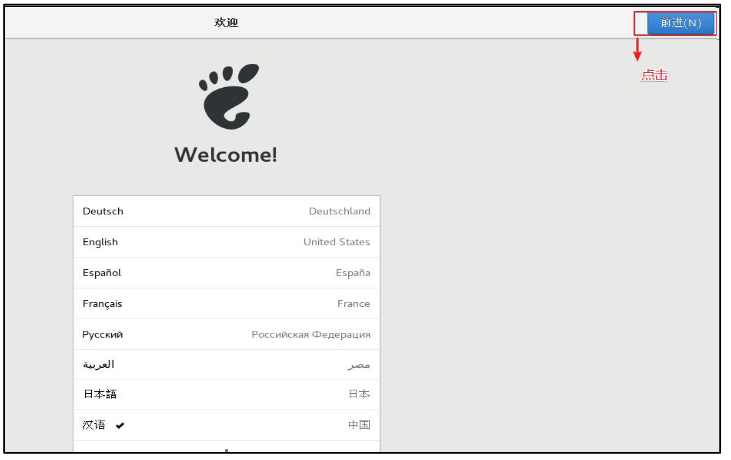 欢迎
前进(N)
点击
Welcome!
Deutsch Deutschland
English United States
Español España
Français France
Русский Российская Федерация
العربية مصر
日本語 日本
汉语 中国